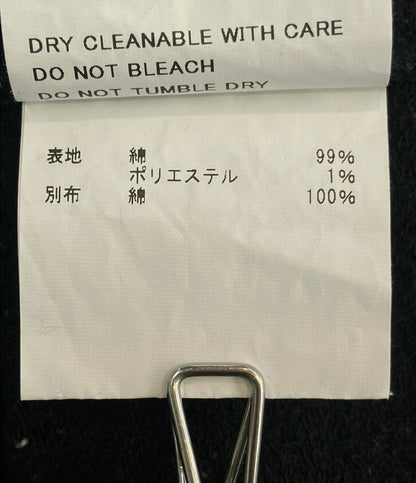 DRY CLEANABLE WITH CARE
DO NOT BLEACH
DO NOT TUMBLE DRY
表地 綿 99%
ポリエステル 1%
別布 綿 100%